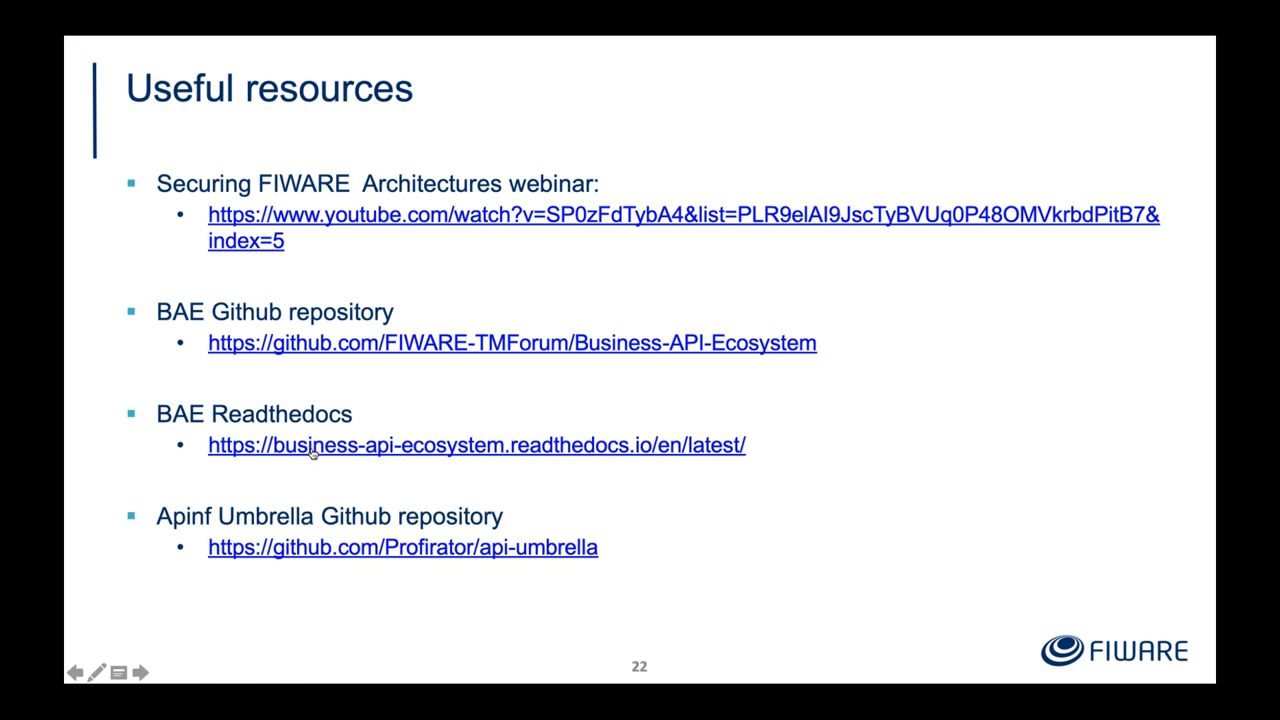 Useful resources
Securing FIWARE Architectures webinar:
https://www.youtube.com/watch?v=SP0zFdTybA4&list=PLR9elAI9JscTyBVUq0P48OMVkrbdPitB7&
index=5
BAE Github repository
https://github.com/FIWARE-TMForum/Business-API-Ecosystem
BAE Readthedocs
https://business-api-ecosystem.readthedocs.io/en/latest/
Apinf Umbrella Github repository
https://github.com/Profirator/api-umbrella
22
FIWARE